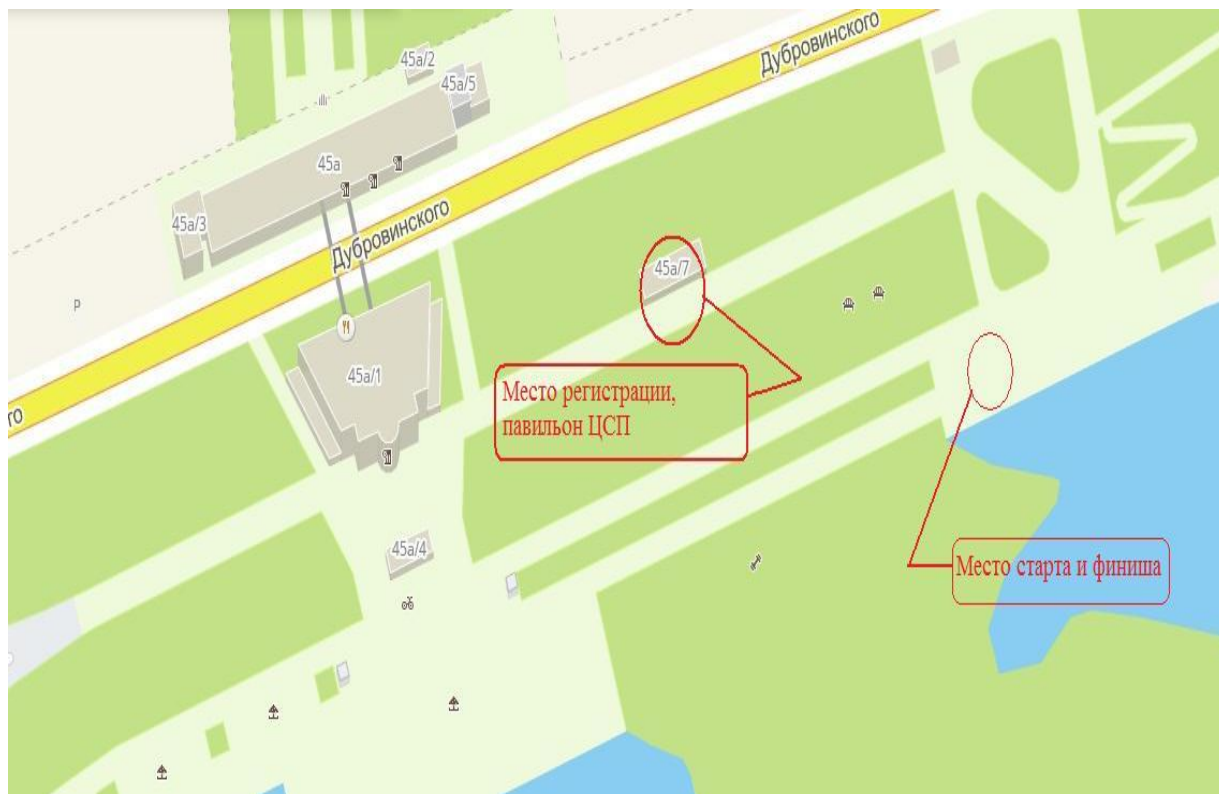 45а/2
45а/5
Дубровинского
45а
45а/3
Дубровинского
45а/7
P
45а/1
Место регистрации,
павильон ЦСП
го
45а/4
Место старта и финиша